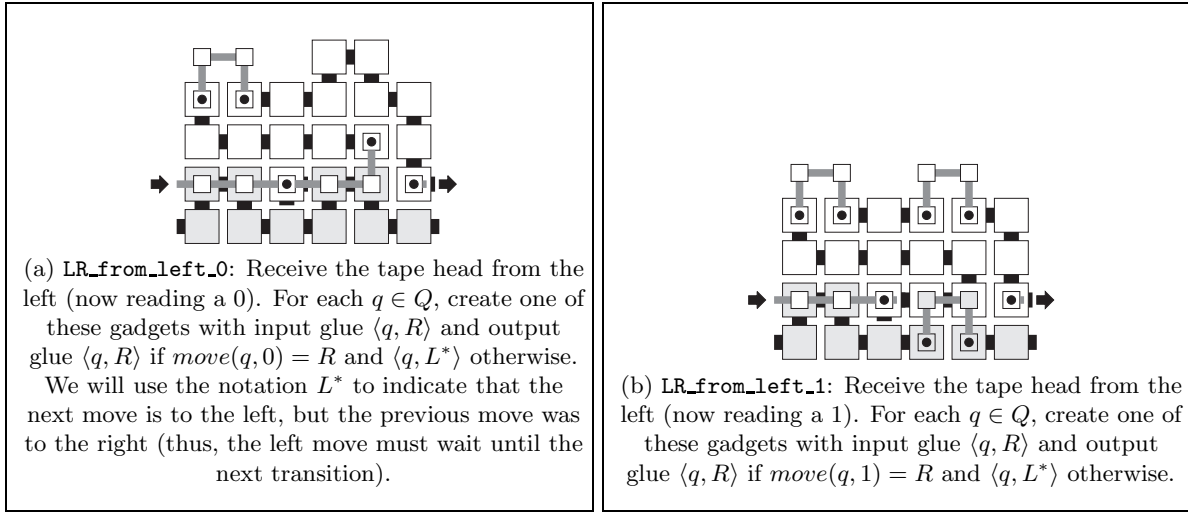 (a) LR_from_left_0: Receive the tape head from the
left (now reading a 0). For each q ∈ Q, create one of
these gadgets with input glue ⟨q, R⟩ and output
glue ⟨q, R⟩ if move(q, 0) = R and ⟨q, L*⟩ otherwise.
We will use the notation L* to indicate that the
next move is to the left, but the previous move was
to the right (thus, the left move must wait until the
next transition).
(b) LR_from_left_1: Receive the tape head from the
left (now reading a 1). For each q ∈ Q, create one of
these gadgets with input glue ⟨q, R⟩ and output
glue ⟨q, R⟩ if move(q, 1) = R and ⟨q, L*⟩ otherwise.